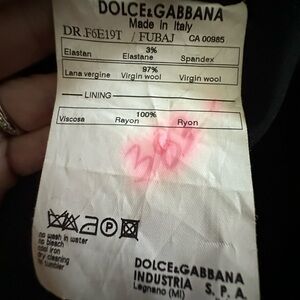 DOLCE&GABBANA
Made in Italy
DR.F6E19T / FUBAJ CA 00985
3%
Elastan Elastane Spandex
97%
Lana vergine Virgin wool Virgin wool
LINING
100%
Viscosa Rayon Ryon
38
P
no wash in water
no bleach
cool iron
dry cleaning
no tumbler
DOLCE&GABBANA
INDUSTRIA S. P. A.
Legnano (MI)